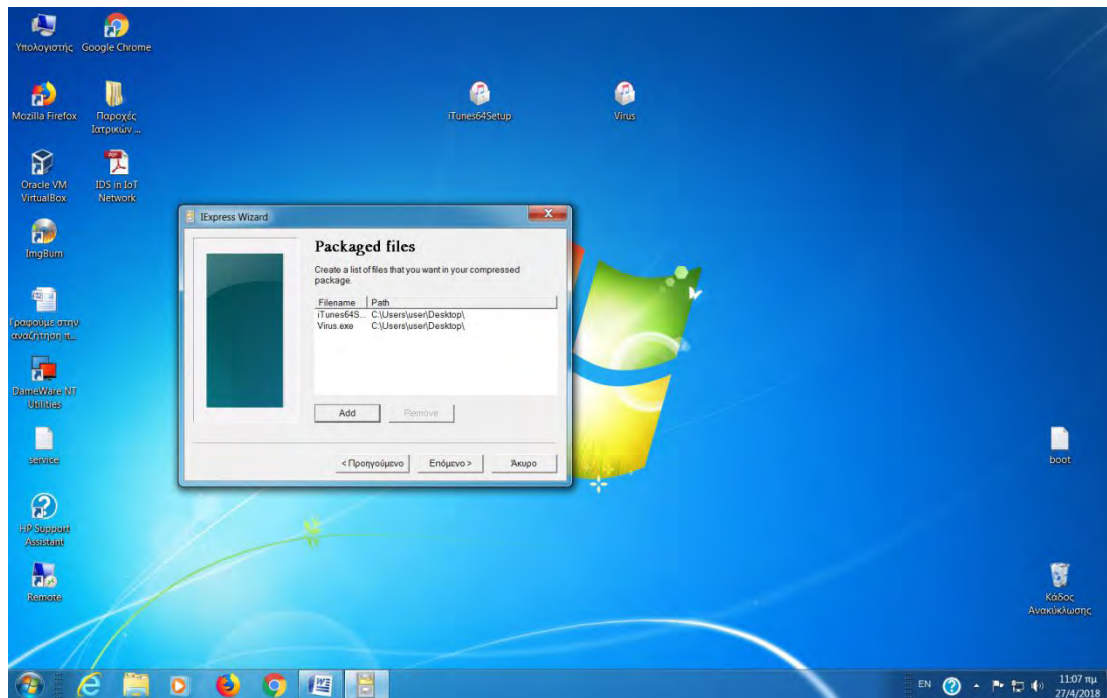 Υπολογιστής
Google Chrome
iTunes64Setup
Virus
Mozilla Firefox
Παροχές
Ιατρικών ...
Oracle VM
VirtualBox
PDF
IDS in IoT
Network
IExpress Wizard
Packaged files
Create a list of files that you want in your compressed
package.
Filename Path
iTunes64S... C:\Users\user\Desktop\
Virus.exe C:\Users\user\Desktop\
Add
Remove
< Προηγούμενο
Επόμενο >
Άκυρο
ImgBurn
Γραφουμε στην
αναζήτηση π...
DameWare NT
Utilities
service
HP Support
Assistant
Remote
boot
Κάδος
Ανακύκλωσης
EN
11:07 πμ
27/4/2018